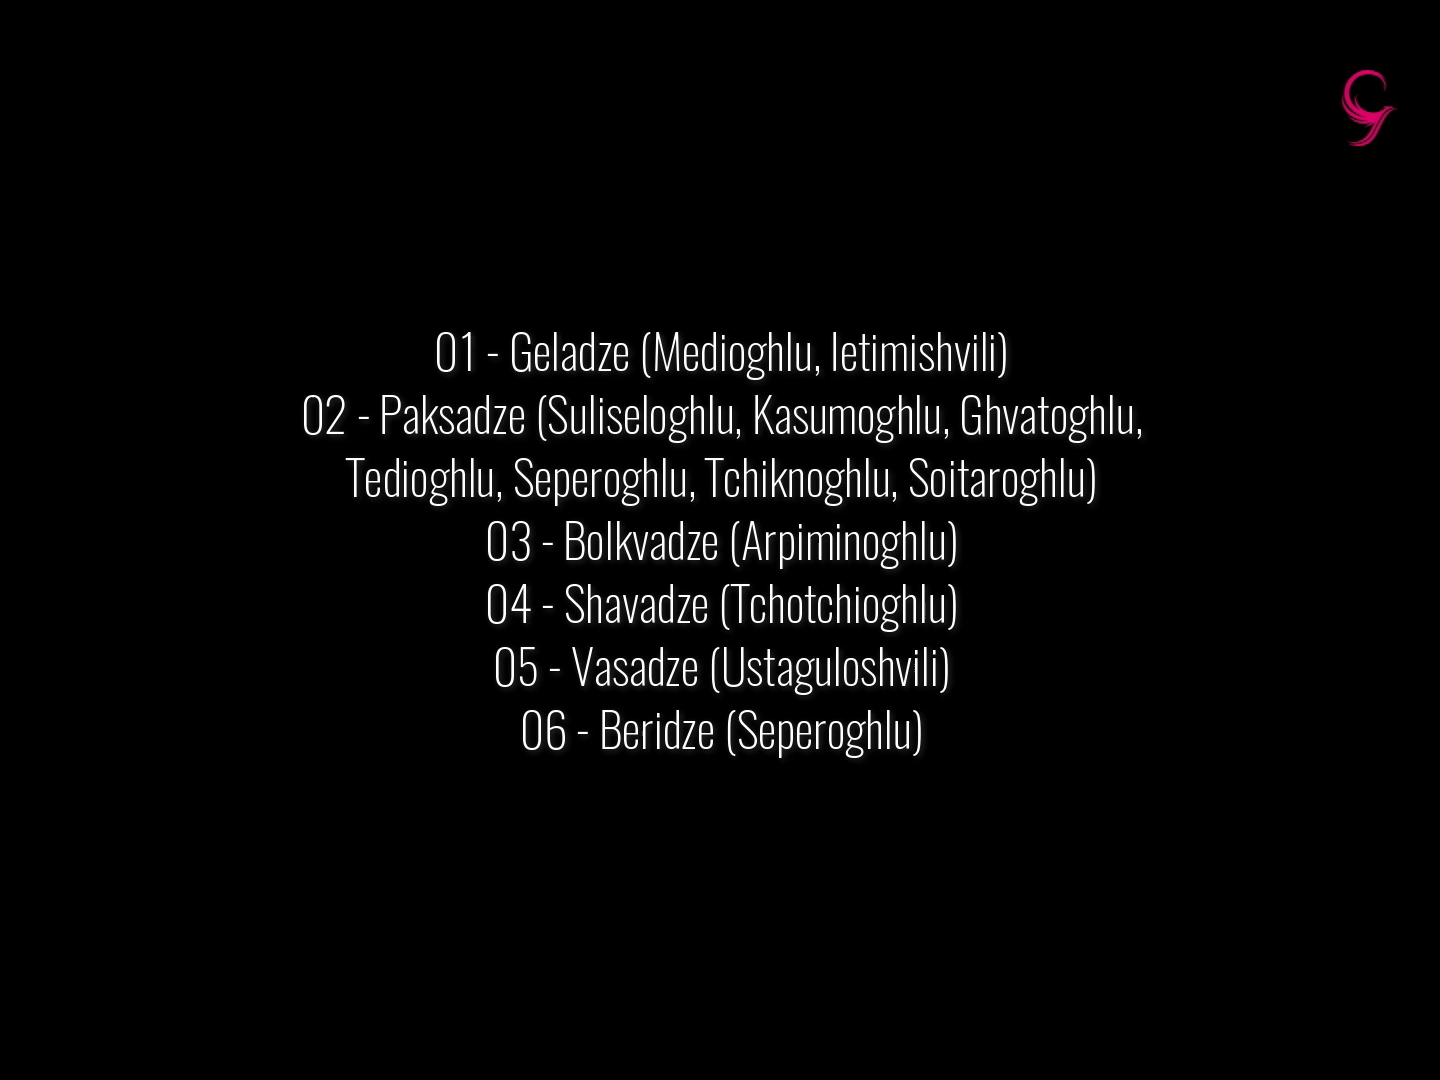 01 - Geladze (Medioghlu, Ietimishvili)
02 - Paksadze (Suliseloghlu, Kasumoghlu, Ghvatoghlu,
Tedioghlu, Seperoghlu, Tchiknoghlu, Soitaroghlu)
03 - Bolkvadze (Arpiminoghlu)
04 - Shavadze (Tchotchioghlu)
05 - Vasadze (Ustaguloshvili)
06 - Beridze (Seperoghlu)